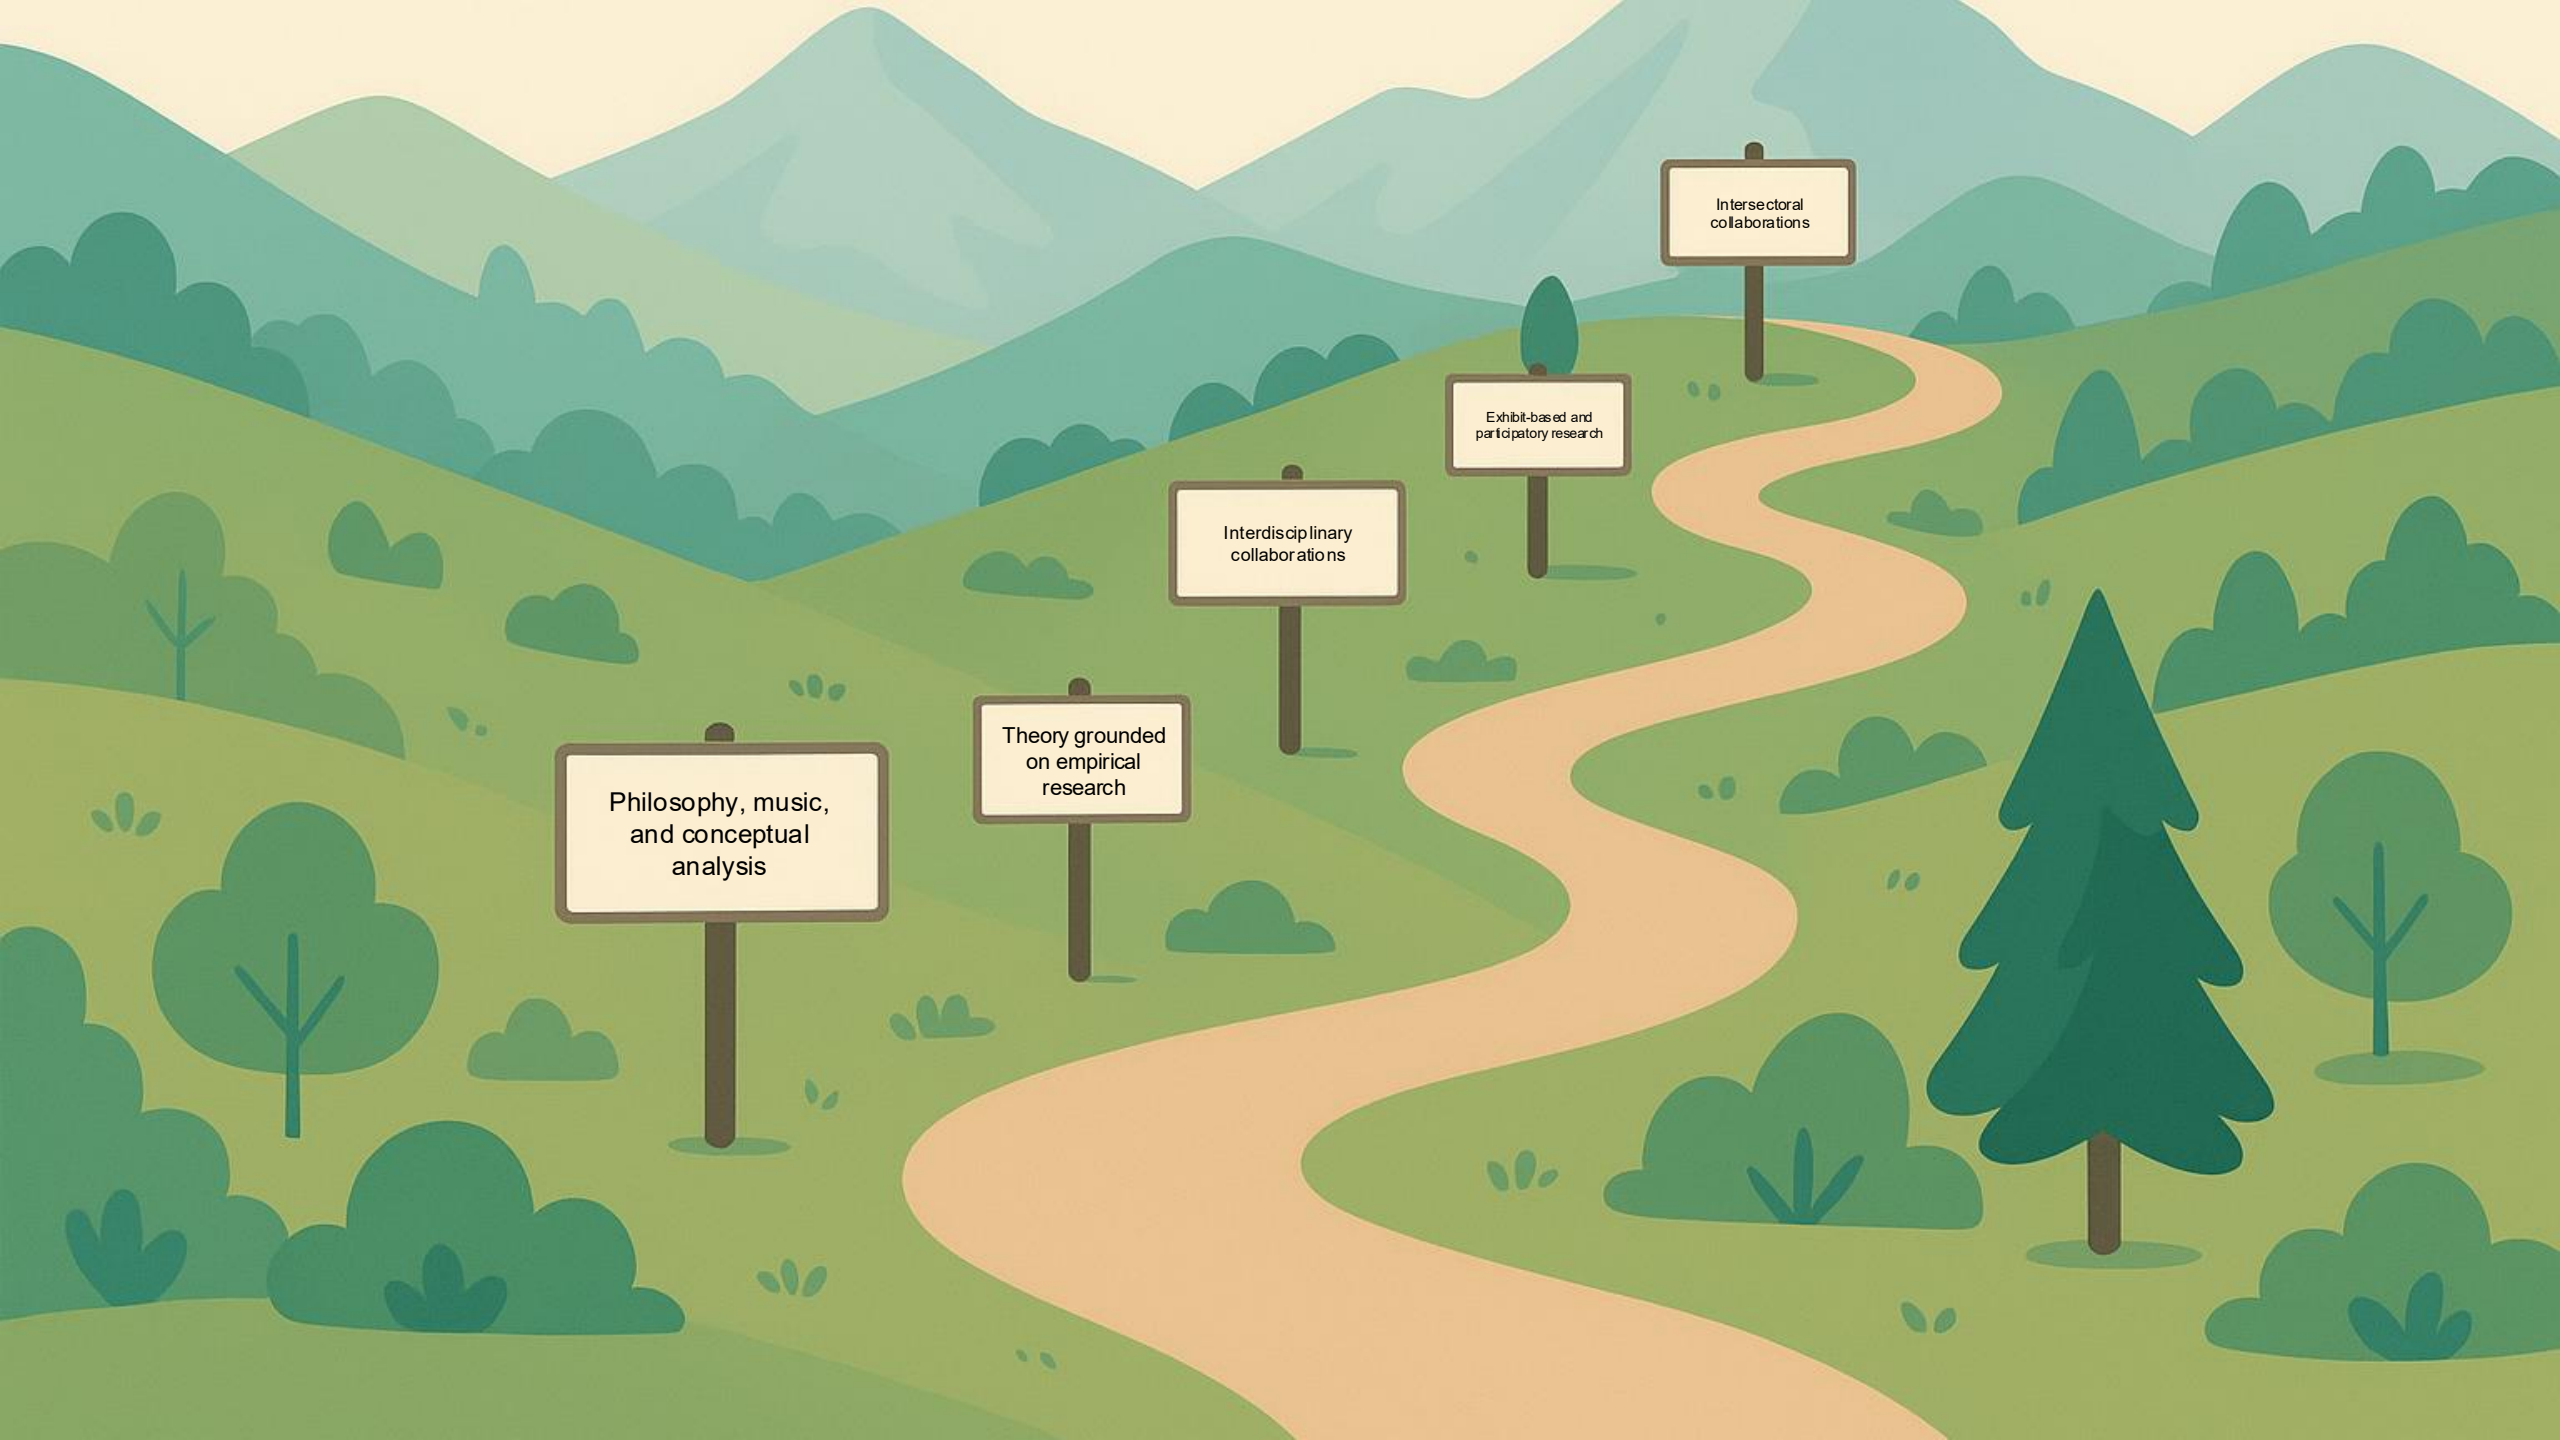 Intersectoral
collaborations
Exhibit-based and
participatory research
Interdisciplinary
collaborations
Theory grounded
on empirical
research
Philosophy, music,
and conceptual
analysis